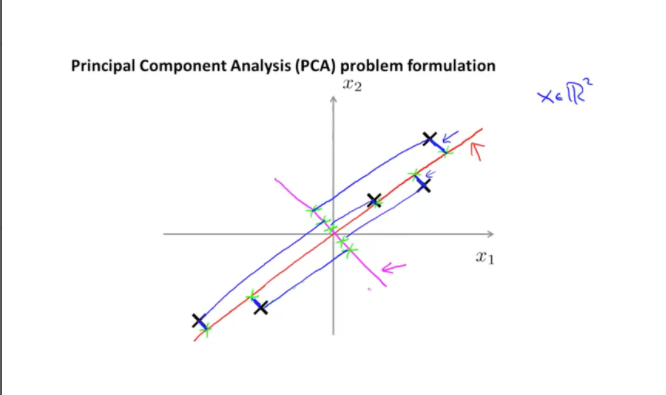 Principal Component Analysis (PCA) problem formulation
x₂
x∈ℝ²
x₁